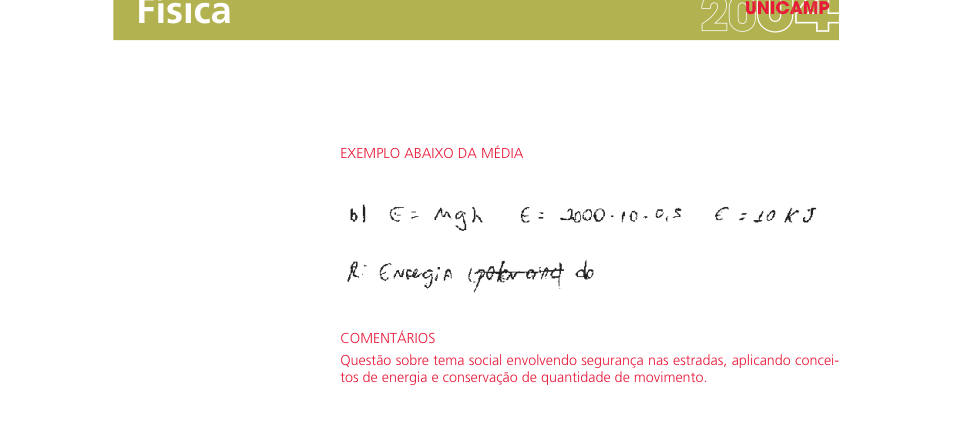 Física
2004
UNICAMP
EXEMPLO ABAIXO DA MÉDIA
b) E = mgh E = 2000 · 10 · 0,5 E = 10 KJ
R: Energia potencial do
COMENTÁRIOS
Questão sobre tema social envolvendo segurança nas estradas, aplicando concei-
tos de energia e conservação de quantidade de movimento.